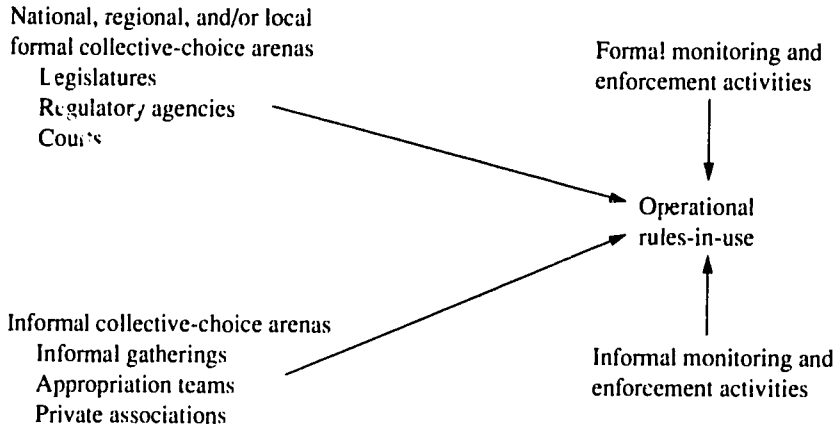 National, regional, and/or local
formal collective-choice arenas
Legislatures
Regulatory agencies
Courts
Formal monitoring and
enforcement activities
Operational
rules-in-use
Informal collective-choice arenas
Informal gatherings
Appropriation teams
Private associations
Informal monitoring and
enforcement activities